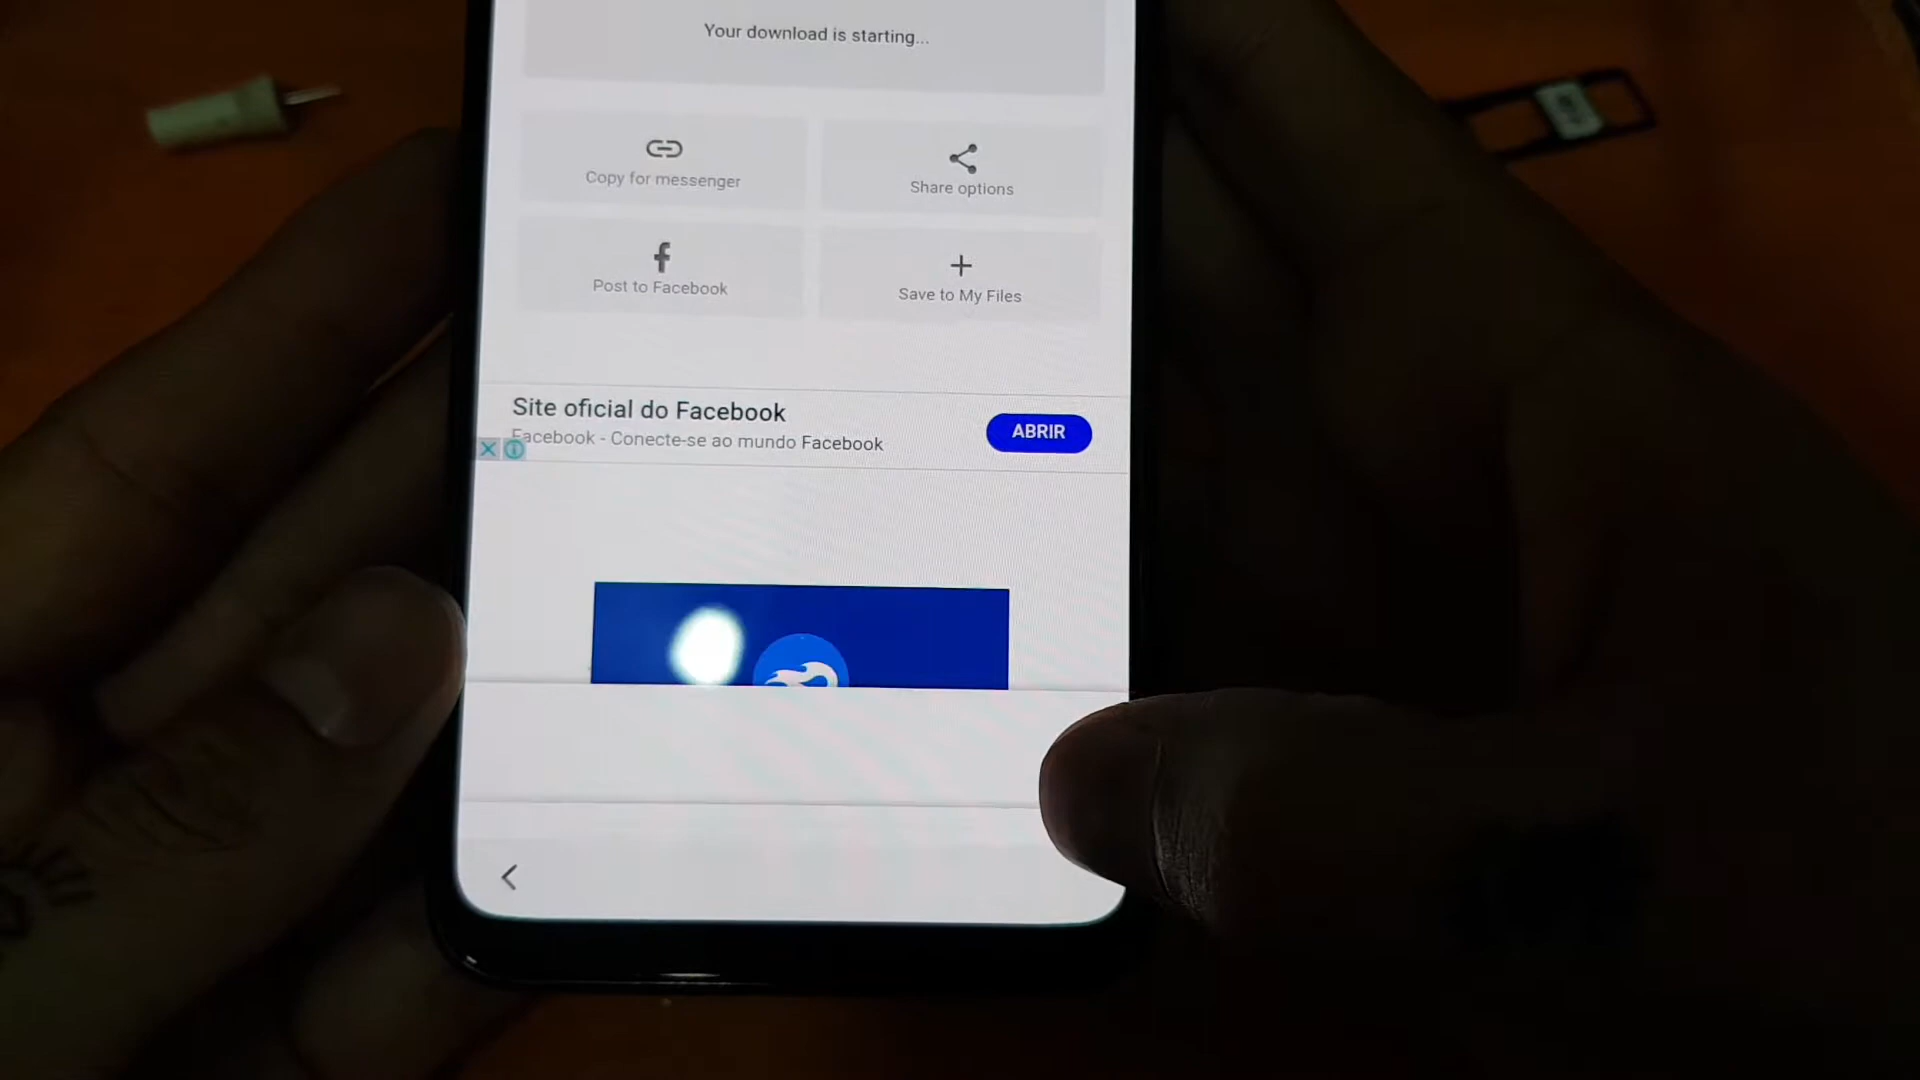 Your download is starting...
Copy for messenger
Share options
Post to Facebook
Save to My Files
Site oficial do Facebook
Facebook - Conecte-se ao mundo Facebook
ABRIR